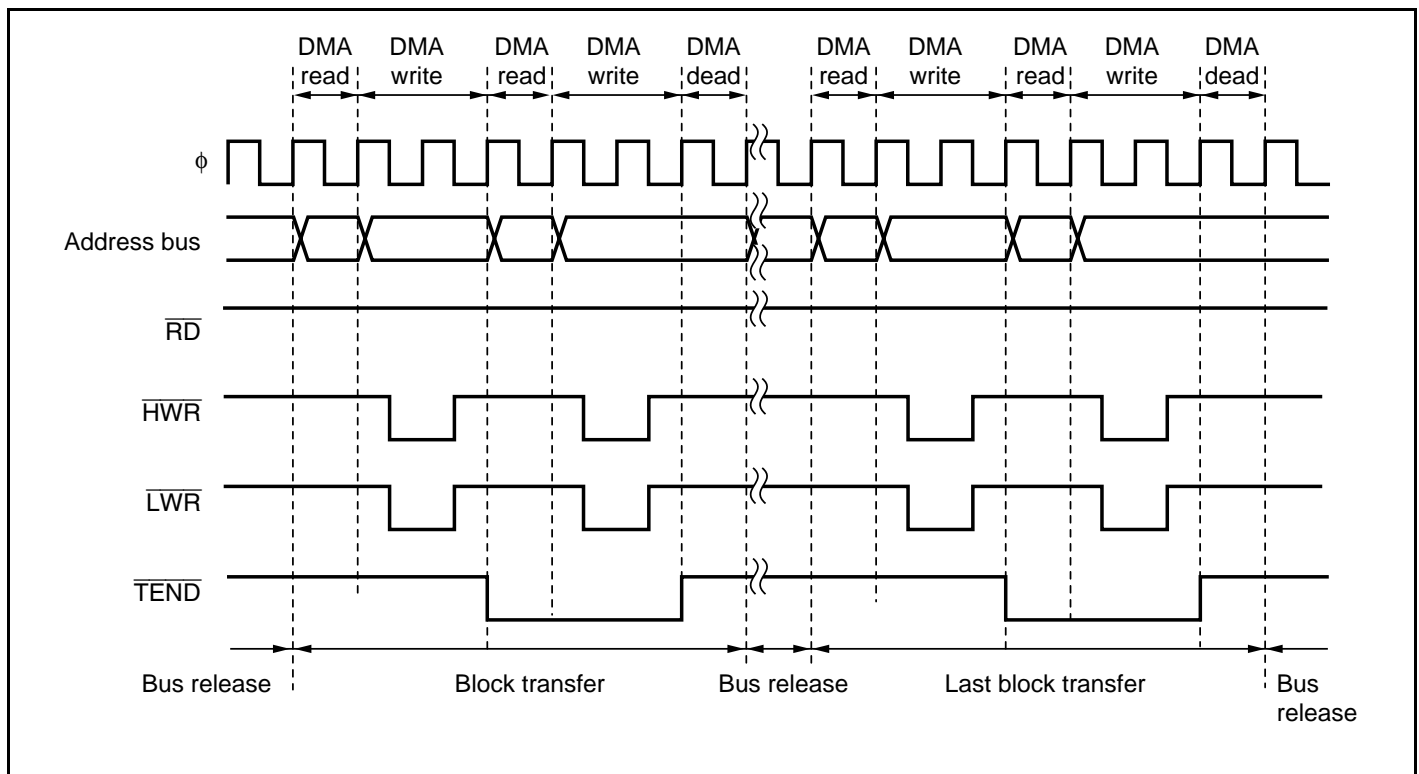 DMA read
DMA write
DMA read
DMA write
DMA dead
DMA read
DMA write
DMA read
DMA write
DMA dead
φ
Address bus
RD
HWR
LWR
TEND
Bus release
Block transfer
Bus release
Last block transfer
Bus
release